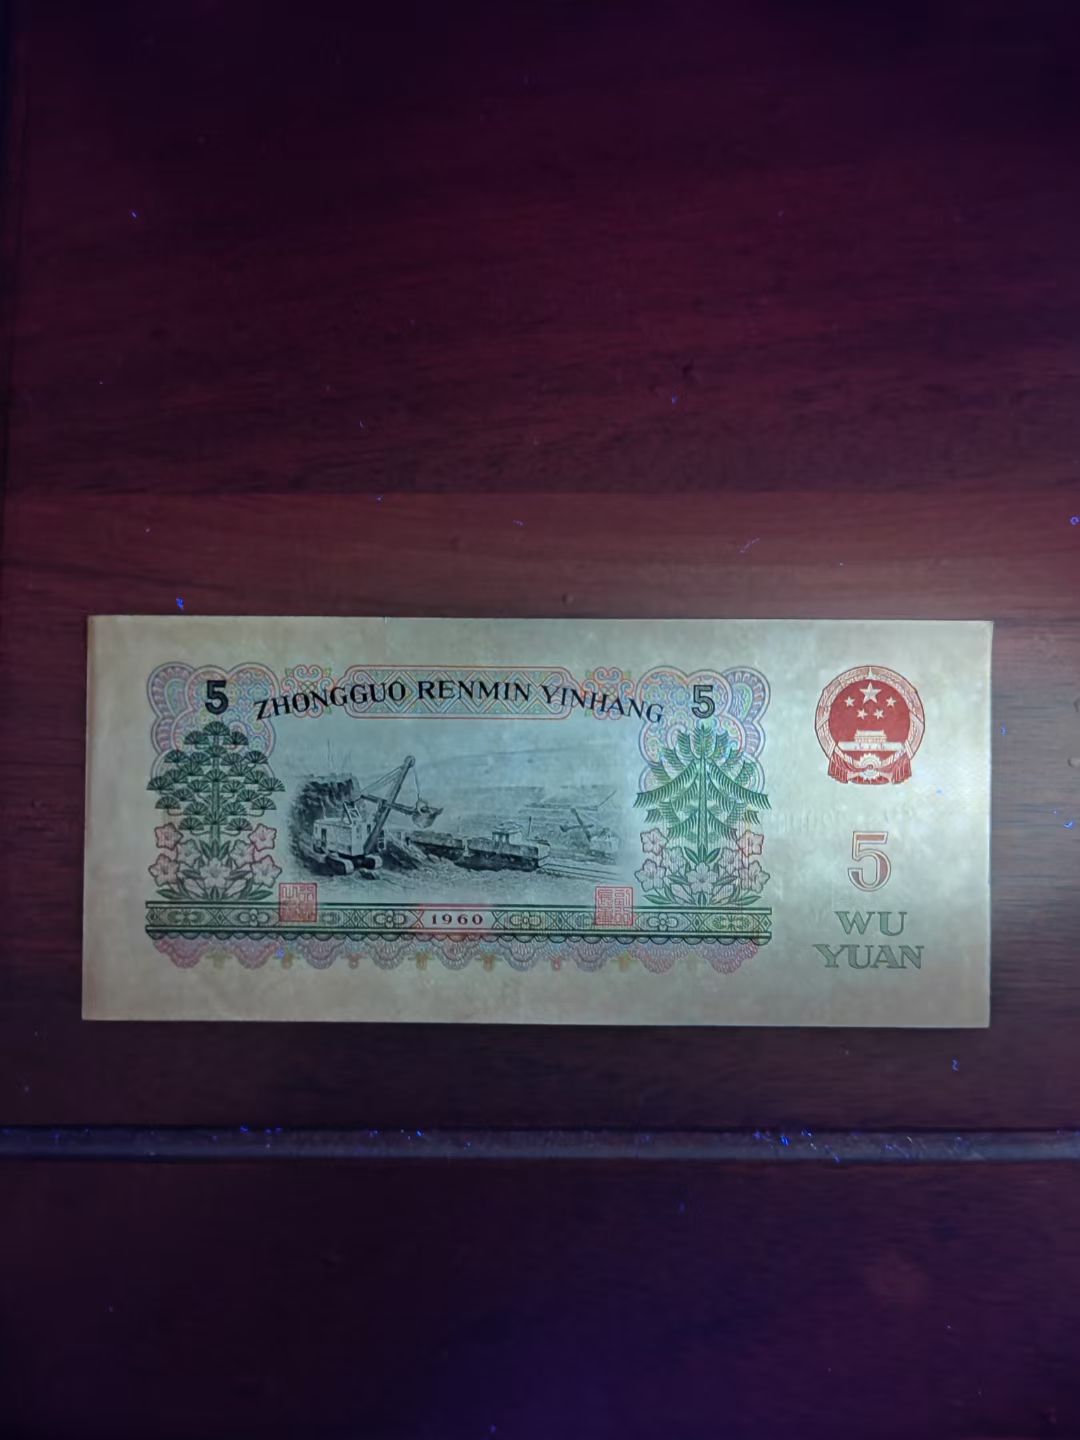 5 ZHONGGUO RENMIN YINHANG 5
1960
5
WU
YUAN